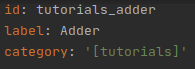 id: tutorials_adder
label: Adder
category: '[tutorials]'